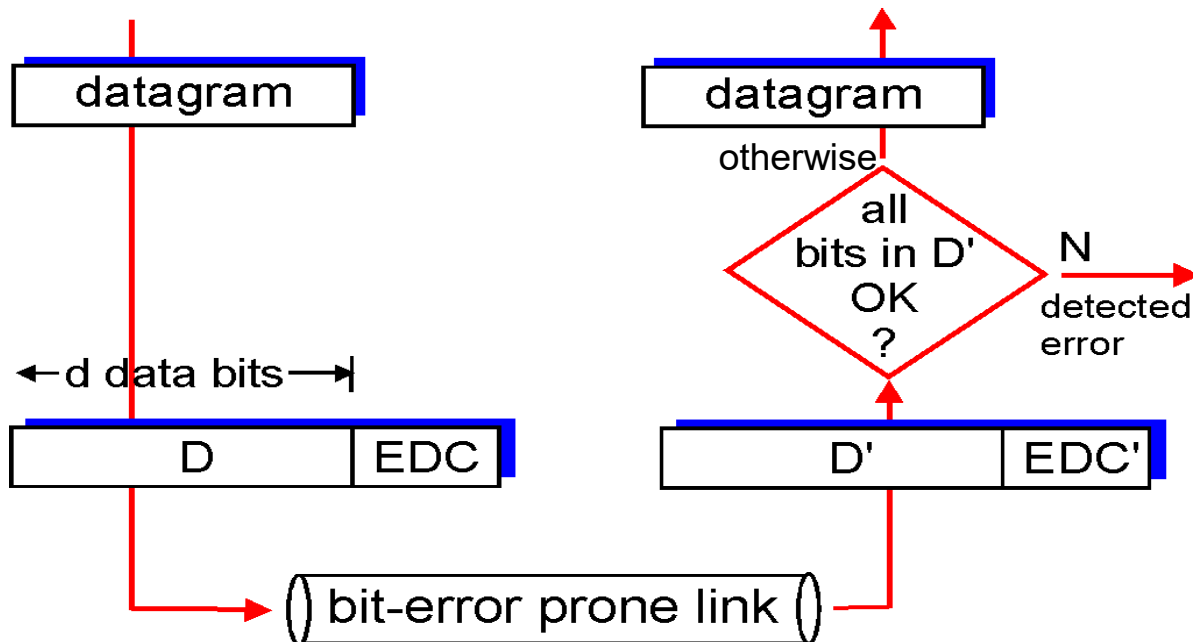 datagram
d data bits
D EDC
bit-error prone link
datagram
otherwise
all
bits in D'
OK
?
N
detected
error
D' EDC'